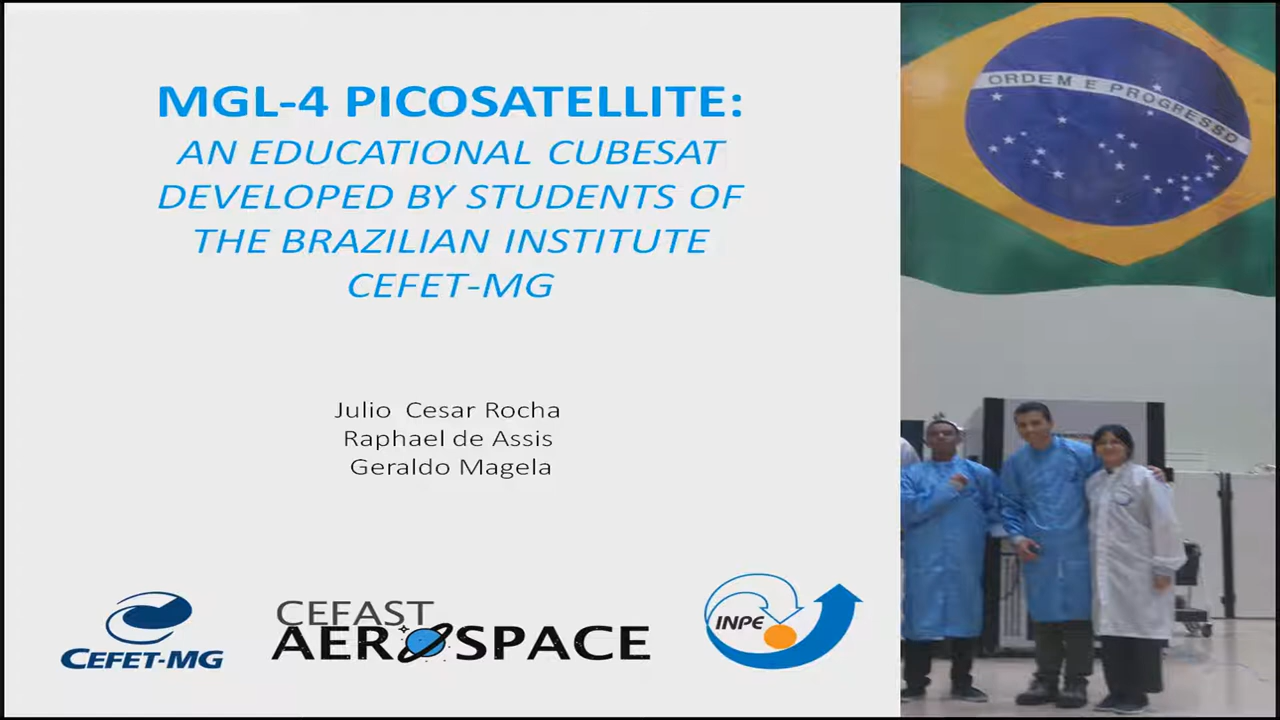 MGL-4 PICOSATELLITE:
AN EDUCATIONAL CUBESAT
DEVELOPED BY STUDENTS OF
THE BRAZILIAN INSTITUTE
CEFET-MG
Julio Cesar Rocha
Raphael de Assis
Geraldo Magela
CEFET-MG
CEFAST
AEROSPACE
INPE
ORDEM E PROGRESSO